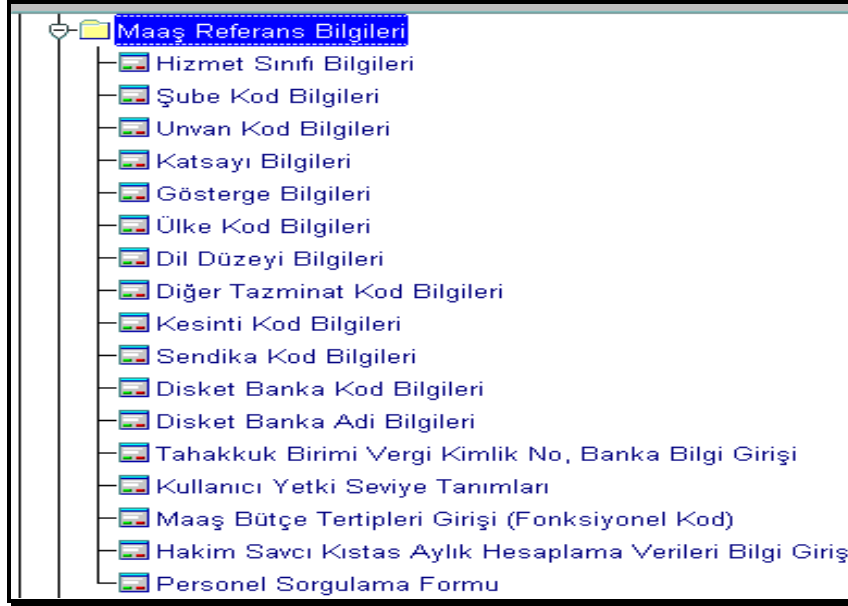 Maaş Referans Bilgileri
Hizmet Sınıfı Bilgileri
Şube Kod Bilgileri
Unvan Kod Bilgileri
Katsayı Bilgileri
Gösterge Bilgileri
Ülke Kod Bilgileri
Dil Düzeyi Bilgileri
Diğer Tazminat Kod Bilgileri
Kesinti Kod Bilgileri
Sendika Kod Bilgileri
Disket Banka Kod Bilgileri
Disket Banka Adi Bilgileri
Tahakkuk Birimi Vergi Kimlik No, Banka Bilgi Girişi
Kullanıcı Yetki Seviye Tanımları
Maaş Bütçe Tertipleri Girişi (Fonksiyonel Kod)
Hakim Savcı Kıstas Aylık Hesaplama Verileri Bilgi Giriş
Personel Sorgulama Formu